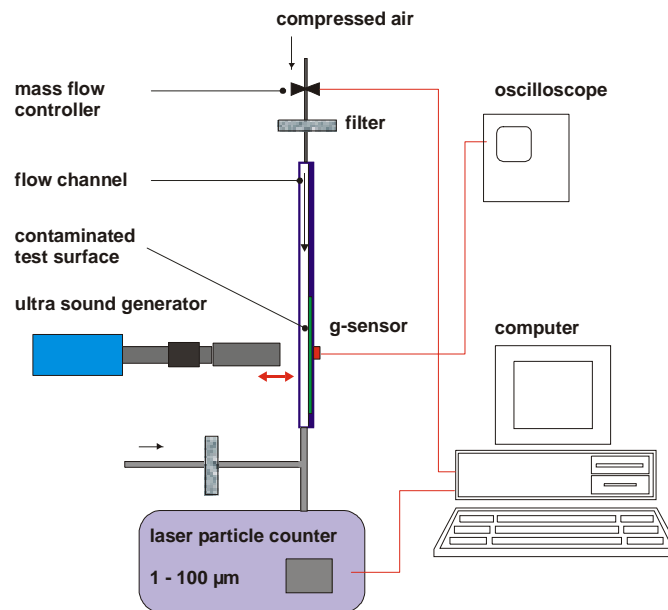 compressed air
mass flow
controller
oscilloscope
filter
flow channel
contaminated
test surface
ultra sound generator
g-sensor
computer
laser particle counter
1 - 100 µm